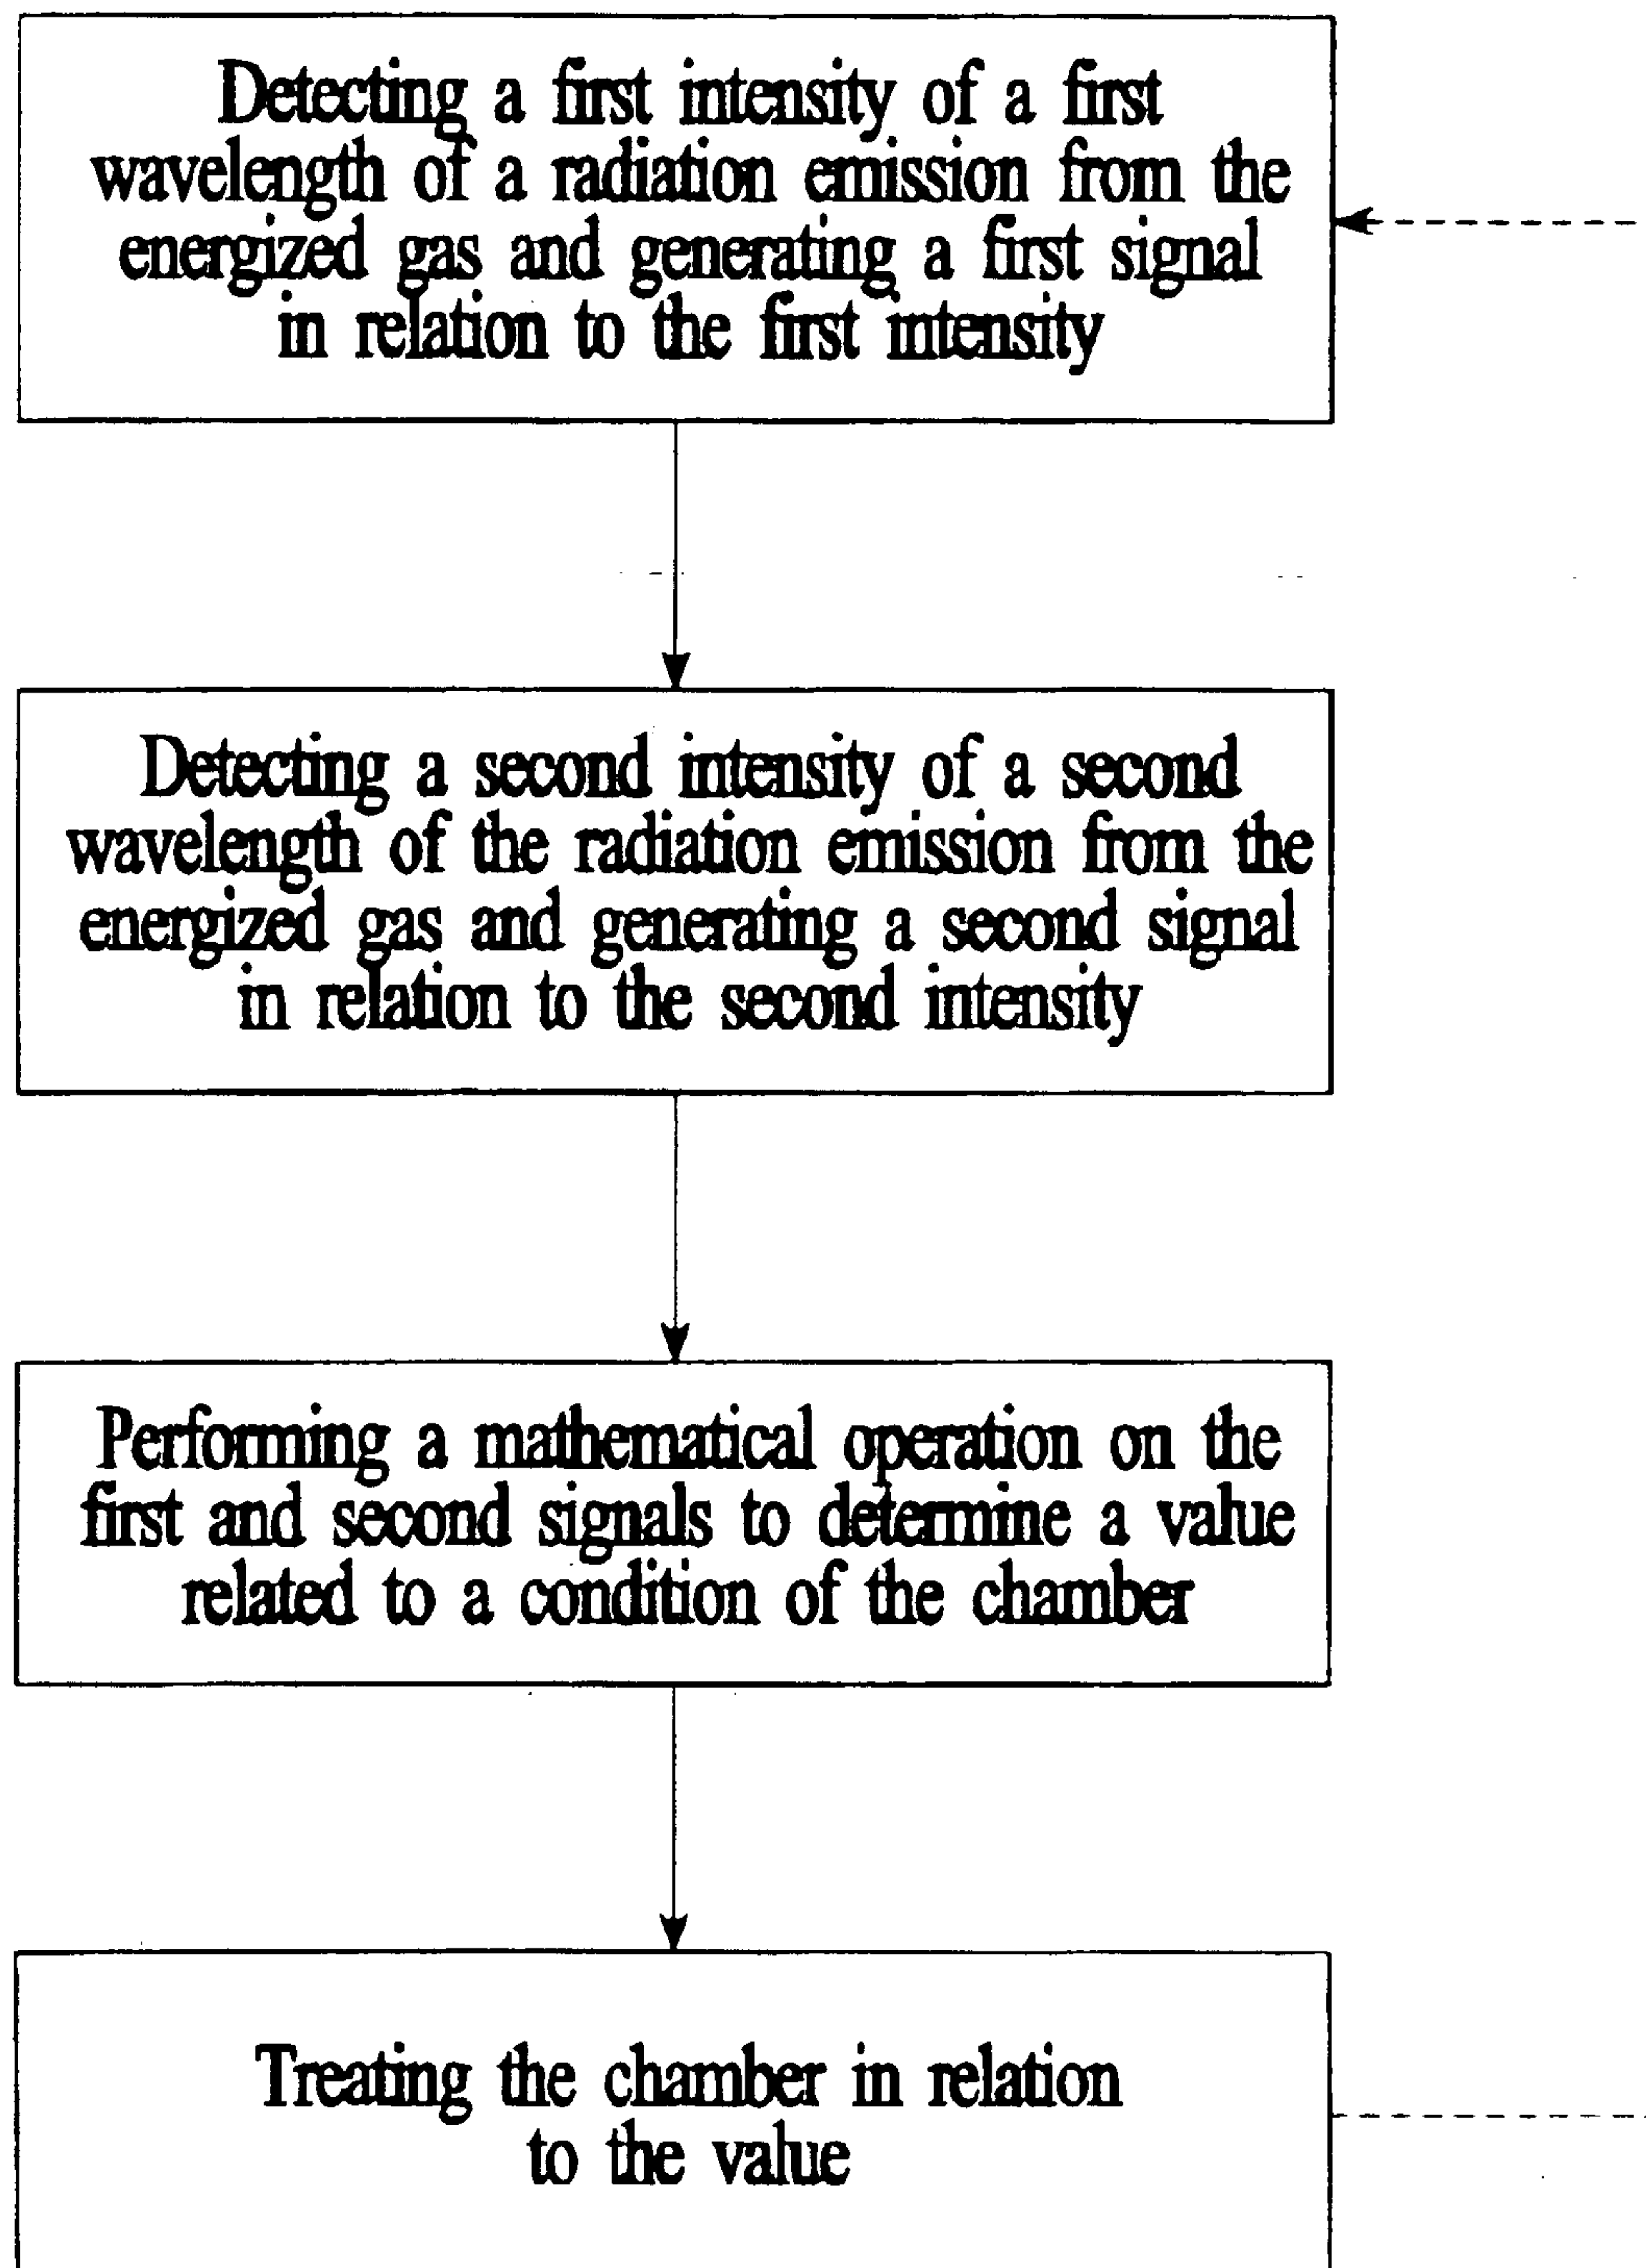 Detecting a first intensity of a first
wavelength of a radiation emission from the
energized gas and generating a first signal
in relation to the first intensity
Detecting a second intensity of a second
wavelength of the radiation emission from the
energized gas and generating a second signal
in relation to the second intensity
Performing a mathematical operation on the
first and second signals to determine a value
related to a condition of the chamber
Treating the chamber in relation
to the value